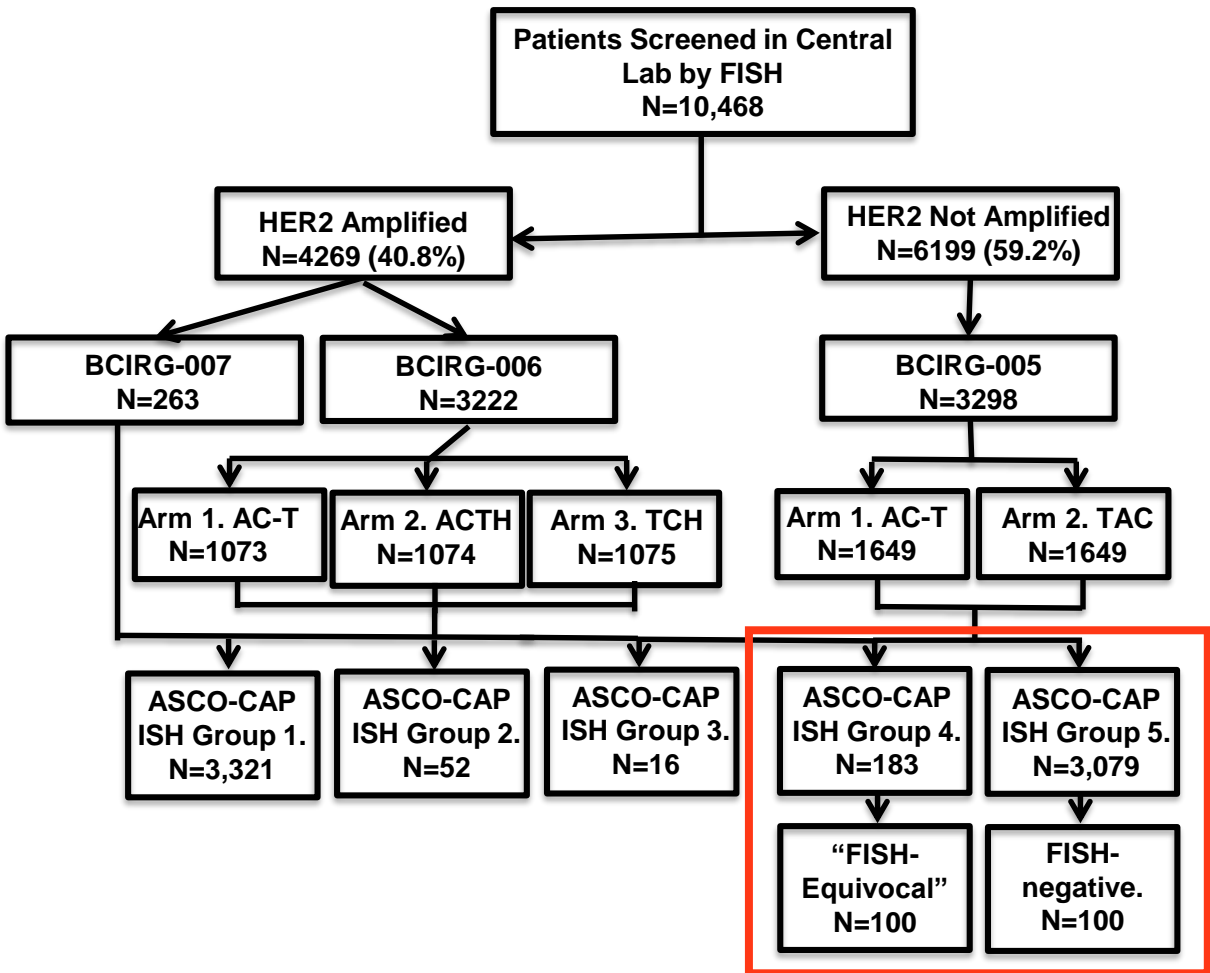 Patients Screened in Central
Lab by FISH
N=10,468
HER2 Amplified
N=4269 (40.8%)
HER2 Not Amplified
N=6199 (59.2%)
BCIRG-007
N=263
BCIRG-006
N=3222
BCIRG-005
N=3298
Arm 1. AC-T
N=1073
Arm 2. ACTH
N=1074
Arm 3. TCH
N=1075
Arm 1. AC-T
N=1649
Arm 2. TAC
N=1649
ASCO-CAP
ISH Group 1.
N=3,321
ASCO-CAP
ISH Group 2.
N=52
ASCO-CAP
ISH Group 3.
N=16
ASCO-CAP
ISH Group 4.
N=183
ASCO-CAP
ISH Group 5.
N=3,079
“FISH-
Equivocal”
N=100
FISH-
negative.
N=100